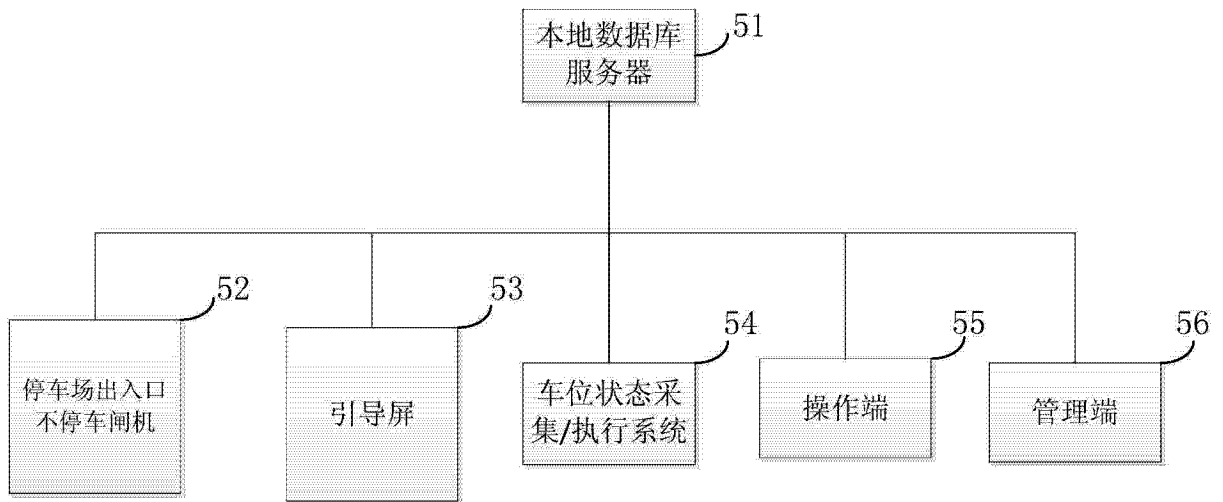 本地数据库
服务器
51
52
53
54
55
56
停车场出入口
不停车闸机
引导屏
车位状态采
集/执行系统
操作端
管理端